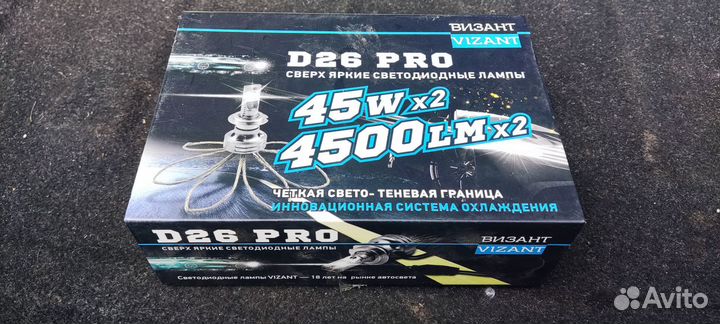 ВИЗАНТ
VIZANT
D26 PRO
СВЕРХ ЯРКИЕ СВЕТОДИОДНЫЕ ЛАМПЫ
45W x2
4500LM x2
ЧЕТКАЯ СВЕТО- ТЕНЕВАЯ ГРАНИЦА
ИННОВАЦИОННАЯ СИСТЕМА ОХЛАЖДЕНИЯ
D26 PRO
СВЕРХ ЯРКИЕ СВЕТОДИОДНЫЕ ЛАМПЫ
ВИЗАНТ
VIZANT
Светодиодные лампы VIZANT — 18 лет на рынке автосвета
Avito